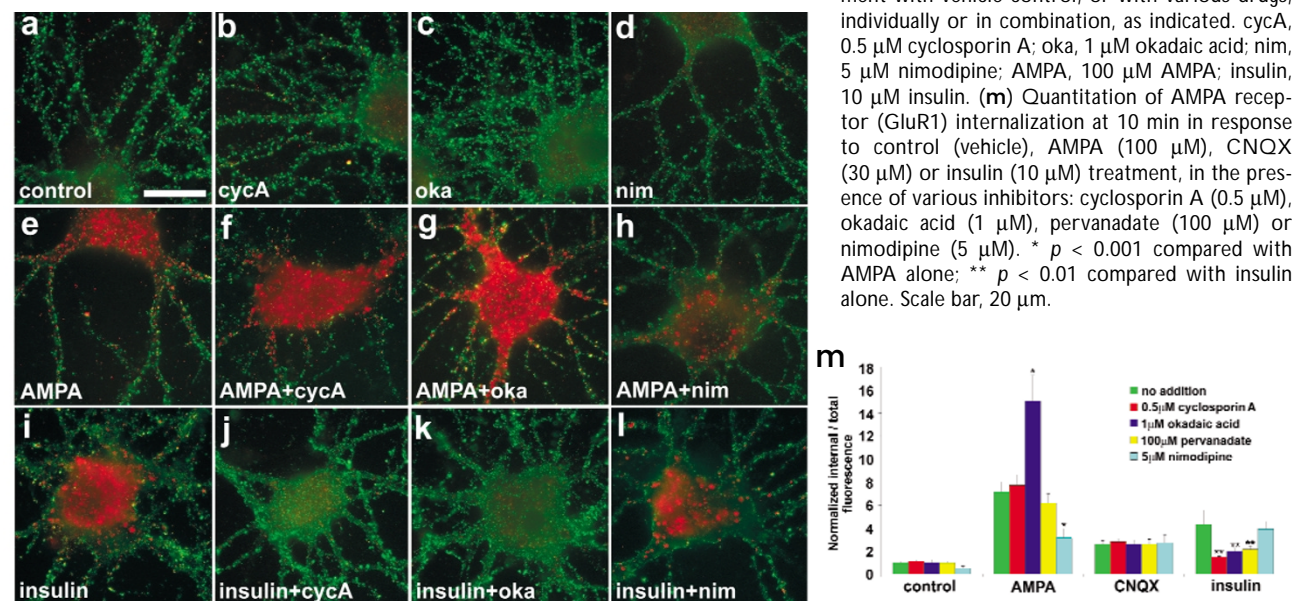 ment with vehicle control, or with various drugs,
individually or in combination, as indicated. cycA,
0.5 μM cyclosporin A; oka, 1 μM okadaic acid; nim,
5 μM nimodipine; AMPA, 100 μM AMPA; insulin,
10 μM insulin. (m) Quantitation of AMPA recep-
tor (GluR1) internalization at 10 min in response
to control (vehicle), AMPA (100 μM), CNQX
(30 μM) or insulin (10 μM) treatment, in the pres-
ence of various inhibitors: cyclosporin A (0.5 μM),
okadaic acid (1 μM), pervanadate (100 μM) or
nimodipine (5 μM). * p < 0.001 compared with
AMPA alone; ** p < 0.01 compared with insulin
alone. Scale bar, 20 μm.
a b c d
control cycA oka nim
e f g h
AMPA AMPA+cycA AMPA+oka AMPA+nim
i j k l
insulin insulin+cycA insulin+oka insulin+nim
m
Normalized internal / total
fluorescence
18
16
14
12
10
8
6
4
2
0
no addition
0.5μM cyclosporin A
1μM okadaic acid
100μM pervanadate
5μM nimodipine
*
*
** ** **
control AMPA CNQX insulin